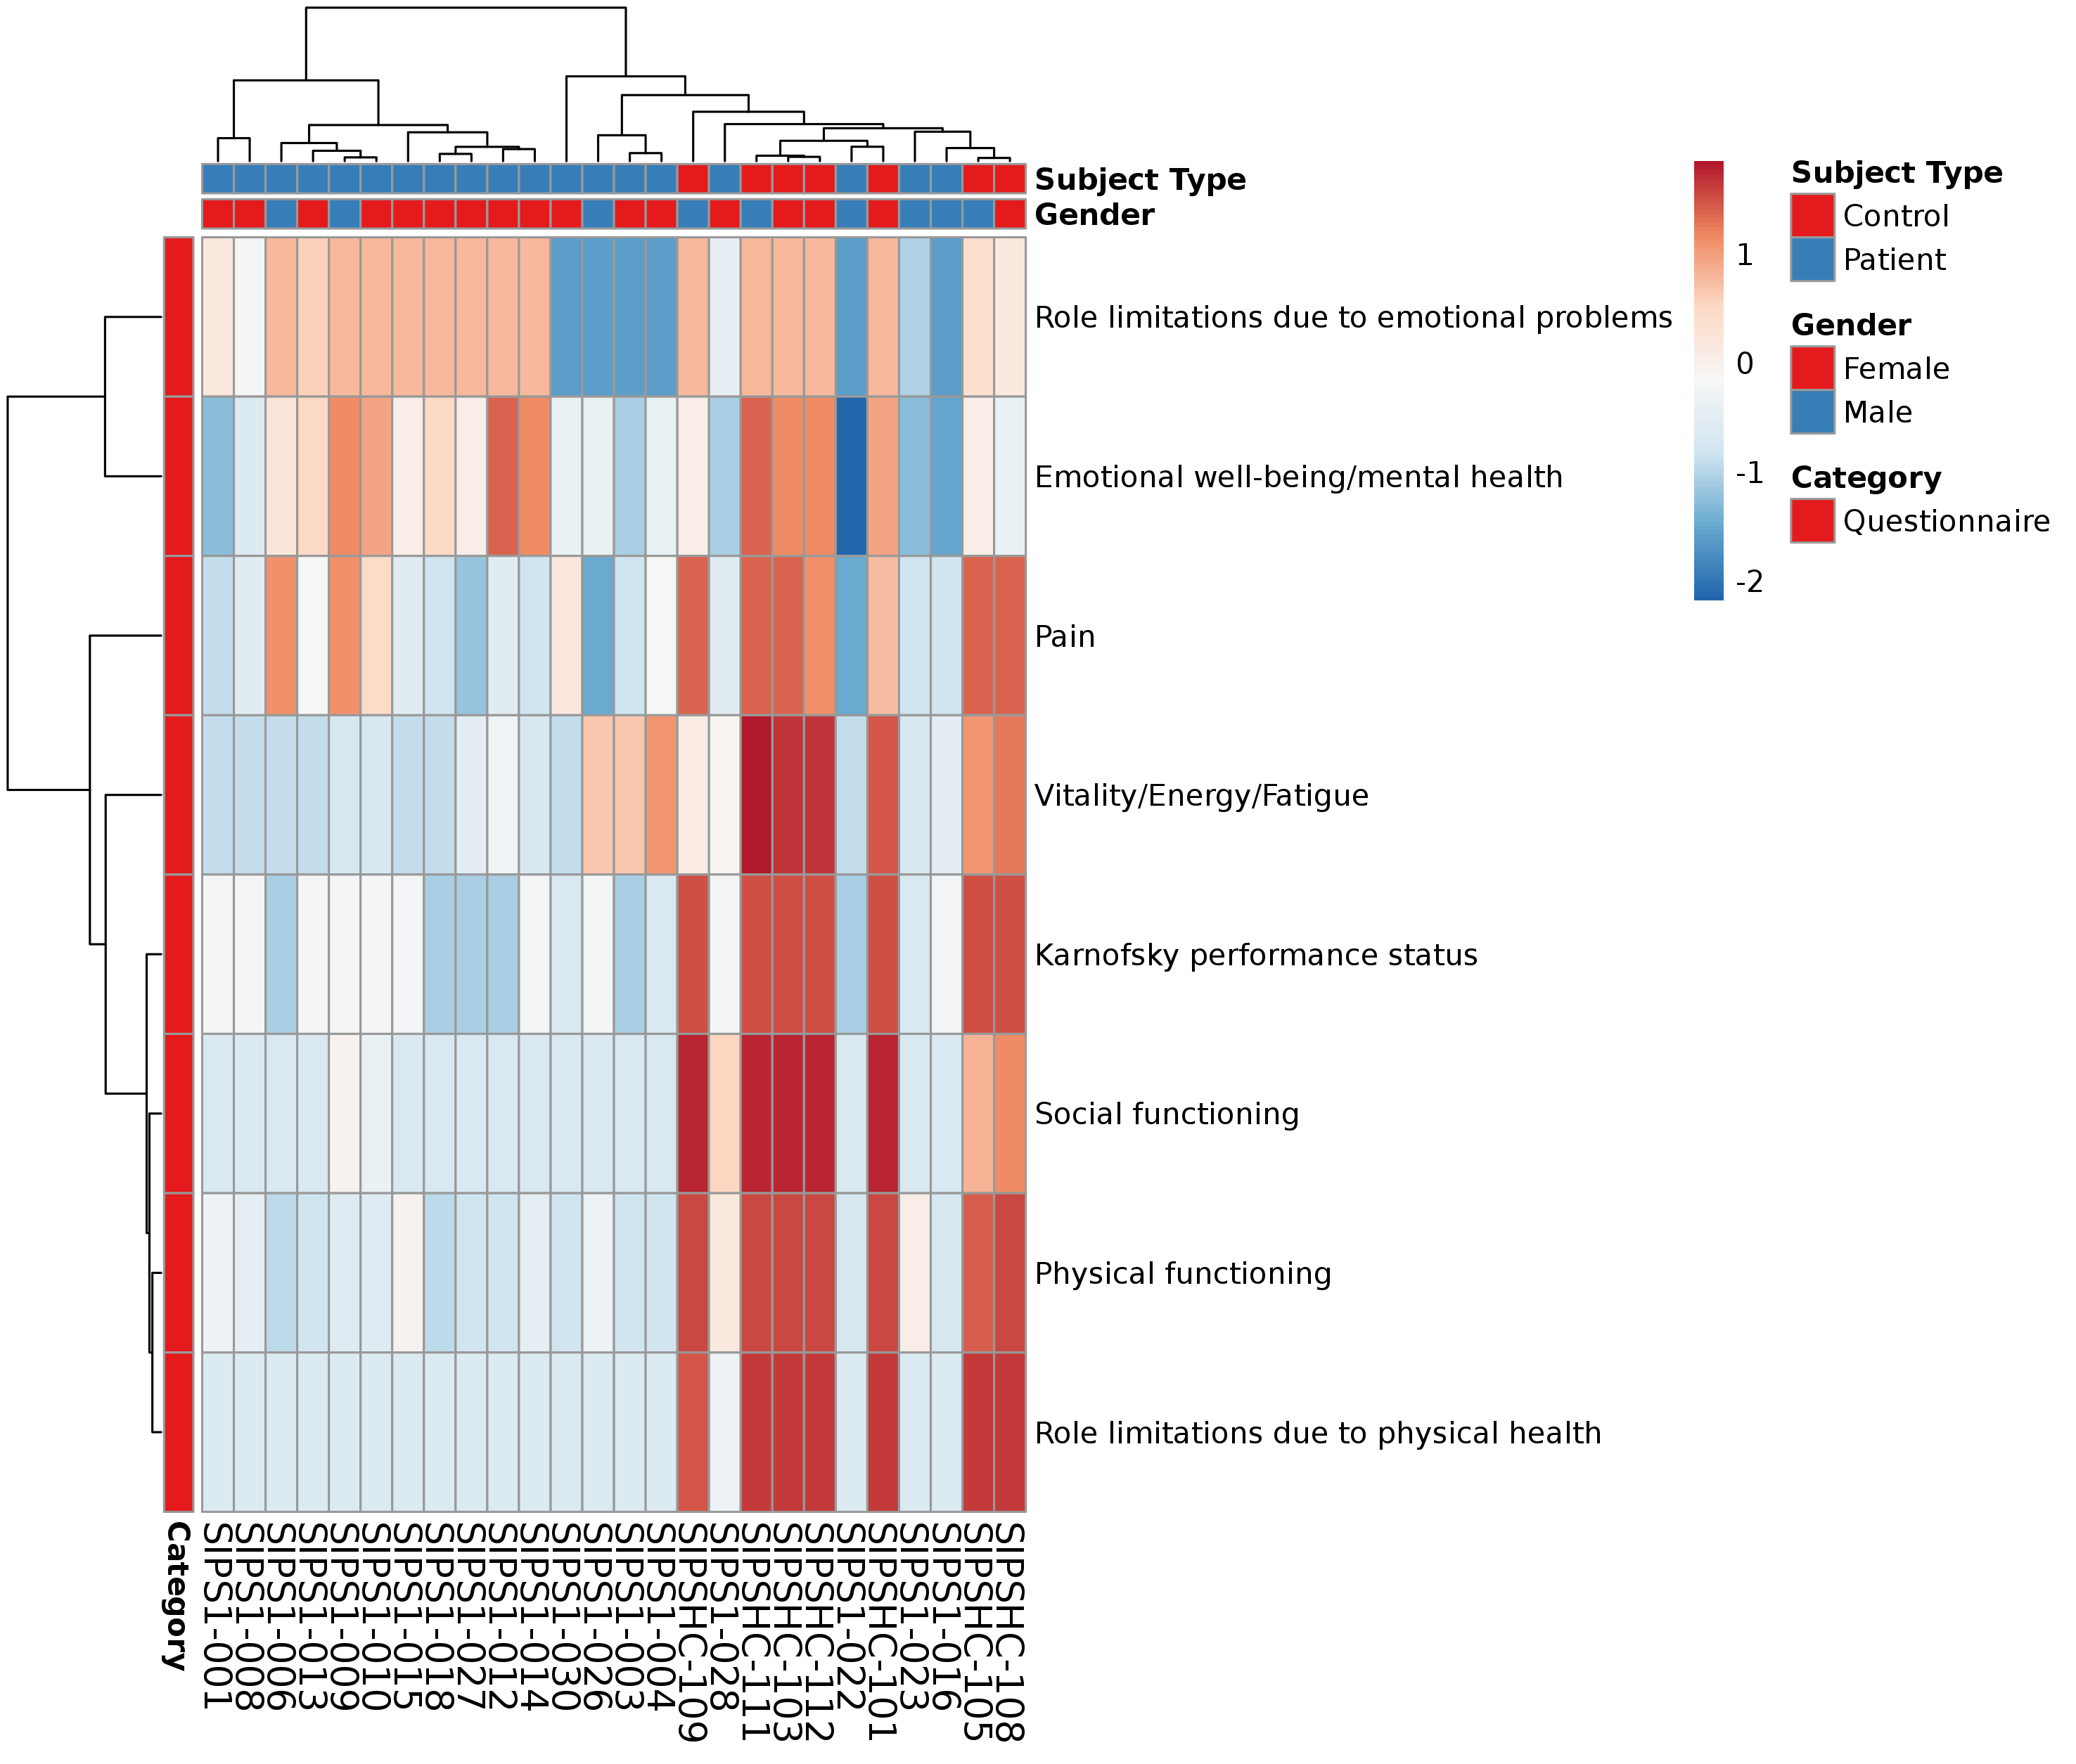 Subject Type
Gender
Role limitations due to emotional problems
Emotional well-being/mental health
Pain
Vitality/Energy/Fatigue
Karnofsky performance status
Social functioning
Physical functioning
Role limitations due to physical health
1
0
-1
-2
Subject Type
Control
Patient
Gender
Female
Male
Category
Questionnaire
Category
SIPS1-001
SIPS1-008
SIPS1-006
SIPS1-013
SIPS1-009
SIPS1-010
SIPS1-015
SIPS1-018
SIPS1-027
SIPS1-012
SIPS1-014
SIPS1-030
SIPS1-026
SIPS1-003
SIPS1-004
SIPSHC-109
SIPS1-028
SIPSHC-111
SIPSHC-103
SIPSHC-112
SIPS1-022
SIPSHC-101
SIPS1-023
SIPS1-016
SIPSHC-105
SIPSHC-108